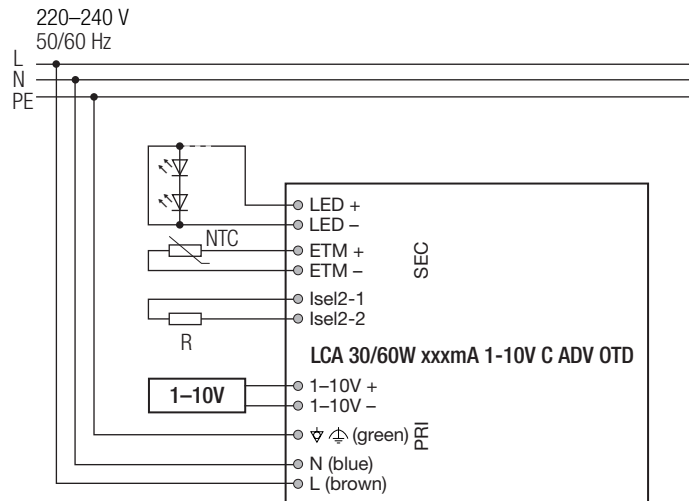 220–240 V
50/60 Hz
L
N
PE
LED +
LED –
NTC
ETM +
ETM –
SEC
Isel2-1
Isel2-2
R
LCA 30/60W xxxmA 1-10V C ADV OTD
1–10V
1–10V +
1–10V –
(green)
PRI
N (blue)
L (brown)